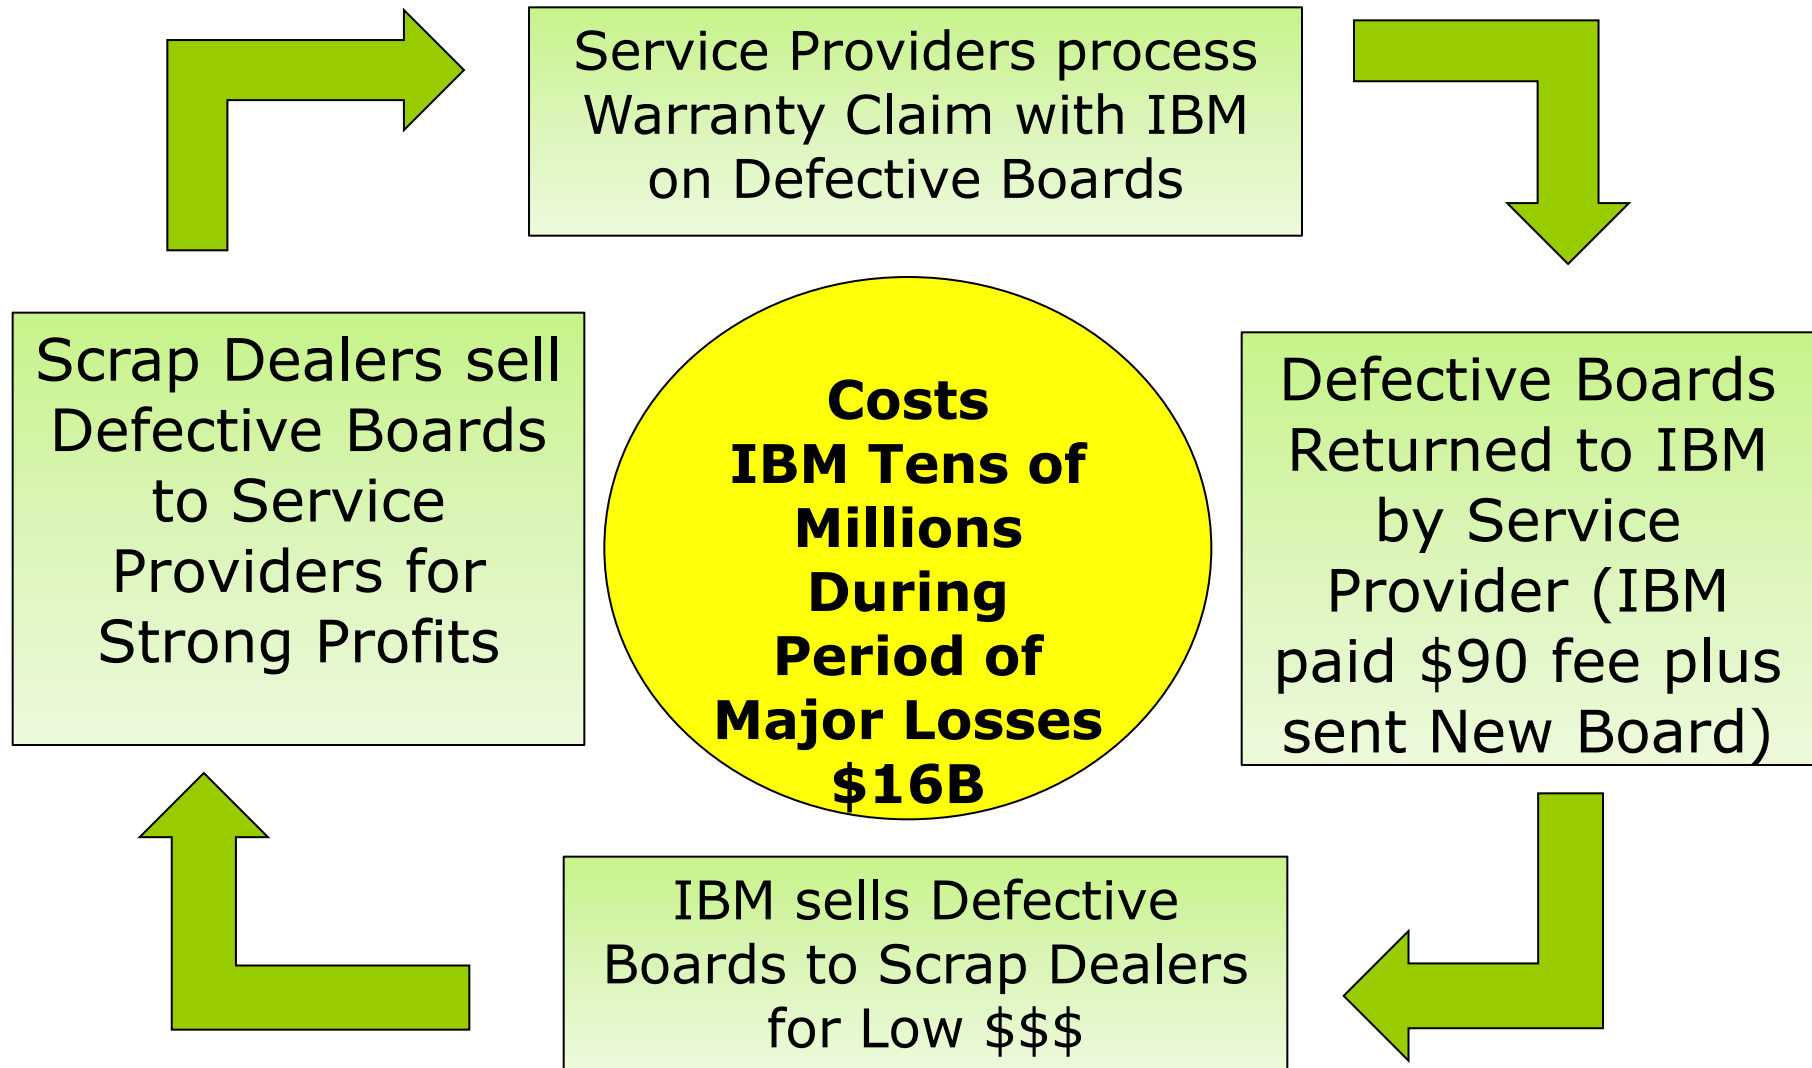 Service Providers process
Warranty Claim with IBM
on Defective Boards
Scrap Dealers sell
Defective Boards
to Service
Providers for
Strong Profits
Costs
IBM Tens of
Millions
During
Period of
Major Losses
$16B
Defective Boards
Returned to IBM
by Service
Provider (IBM
paid $90 fee plus
sent New Board)
IBM sells Defective
Boards to Scrap Dealers
for Low $$$